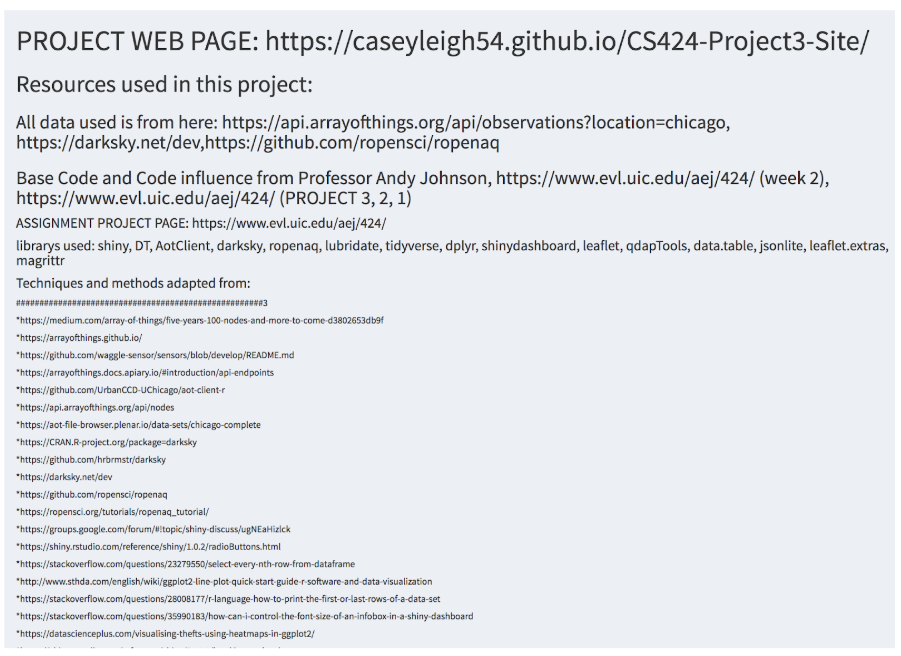 PROJECT WEB PAGE: https://caseyleigh54.github.io/CS424-Project3-Site/
Resources used in this project:
All data used is from here: https://api.arrayofthings.org/api/observations?location=chicago,
https://darksky.net/dev,https://github.com/ropensci/ropenaq
Base Code and Code influence from Professor Andy Johnson, https://www.evl.uic.edu/aej/424/ (week 2),
https://www.evl.uic.edu/aej/424/ (PROJECT 3, 2, 1)
ASSIGNMENT PROJECT PAGE: https://www.evl.uic.edu/aej/424/
librarys used: shiny, DT, AotClient, darksky, ropenaq, lubridate, tidyverse, dplyr, shinydashboard, leaflet, qdapTools, data.table, jsonlite, leaflet.extras,
magrittr
Techniques and methods adapted from:
#####################################################3
*https://medium.com/array-of-things/five-years-100-nodes-and-more-to-come-d3802653db9f
*https://arrayofthings.github.io/
*https://github.com/waggle-sensor/sensors/blob/develop/README.md
*https://arrayofthings.docs.apiary.io/#introduction/api-endpoints
*https://github.com/UrbanCCD-UChicago/aot-client-r
*https://api.arrayofthings.org/api/nodes
*https://aot-file-browser.plenar.io/data-sets/chicago-complete
*https://CRAN.R-project.org/package=darksky
*https://github.com/hrbrmstr/darksky
*https://darksky.net/dev
*https://github.com/ropensci/ropenaq
*https://ropensci.org/tutorials/ropenaq_tutorial/
*https://groups.google.com/forum/#!topic/shiny-discuss/ugNEaHizlck
*https://shiny.rstudio.com/reference/shiny/1.0.2/radioButtons.html
*https://stackoverflow.com/questions/23279550/select-every-nth-row-from-dataframe
*http://www.sthda.com/english/wiki/ggplot2-line-plot-quick-start-guide-r-software-and-data-visualization
*https://stackoverflow.com/questions/28008177/r-language-how-to-print-the-first-or-last-rows-of-a-data-set
*https://stackoverflow.com/questions/35990183/how-can-i-control-the-font-size-of-an-infobox-in-a-shiny-dashboard
*https://datascienceplus.com/visualising-thefts-using-heatmaps-in-ggplot2/